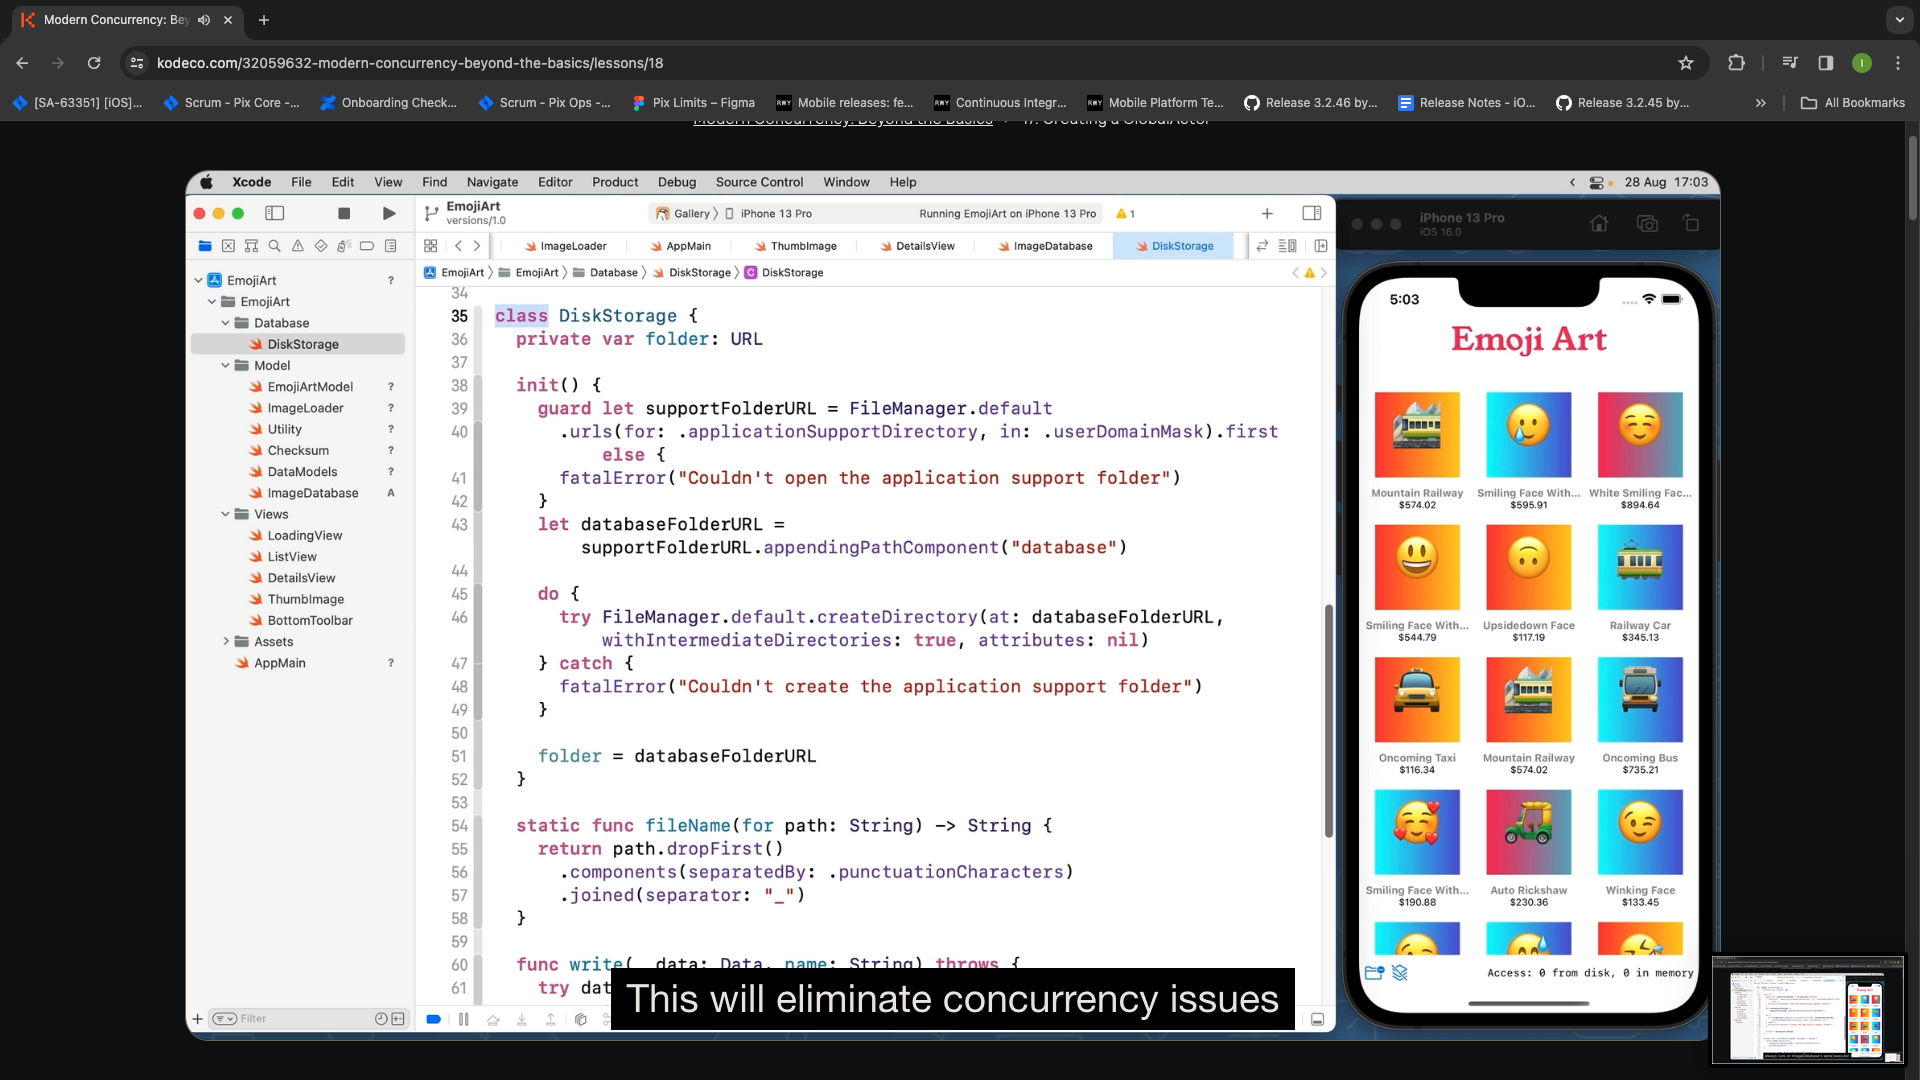 Modern Concurrency: Bey
kodeco.com/32059632-modern-concurrency-beyond-the-basics/lessons/18
I
[SA-63351] [iOS]...
Scrum - Pix Core -...
Onboarding Check...
Scrum - Pix Ops -...
Pix Limits – Figma
RWY
Mobile releases: fe...
RWY
Continuous Integr...
RWY
Mobile Platform Te...
Release 3.2.46 by...
Release Notes - iO...
Release 3.2.45 by...
»
All Bookmarks
Modern Concurrency: Beyond the Basics
17. Creating a GlobalActor
Xcode File Edit View Find Navigate Editor Product Debug Source Control Window Help
28 Aug 17:03
EmojiArt
versions/1.0
Gallery 〉 iPhone 13 Pro
Running EmojiArt on iPhone 13 Pro
1
ImageLoader
AppMain
ThumbImage
DetailsView
ImageDatabase
DiskStorage
EmojiArt 〉 EmojiArt 〉 Database 〉 DiskStorage 〉 C DiskStorage
EmojiArt ?
EmojiArt
Database
DiskStorage
Model
EmojiArtModel ?
ImageLoader ?
Utility ?
Checksum ?
DataModels ?
ImageDatabase A
Views
LoadingView
ListView
DetailsView
ThumbImage
BottomToolbar
Assets
AppMain ?
Filter
34
35 class DiskStorage {
36 private var folder: URL
37
38 init() {
39 guard let supportFolderURL = FileManager.default
40 .urls(for: .applicationSupportDirectory, in: .userDomainMask).first
else {
41 fatalError("Couldn't open the application support folder")
42 }
43 let databaseFolderURL =
supportFolderURL.appendingPathComponent("database")
44
45 do {
46 try FileManager.default.createDirectory(at: databaseFolderURL,
withIntermediateDirectories: true, attributes: nil)
47 } catch {
48 fatalError("Couldn't create the application support folder")
49 }
50
51 folder = databaseFolderURL
52 }
53
54 static func fileName(for path: String) -> String {
55 return path.dropFirst()
56 .components(separatedBy: .punctuationCharacters)
57 .joined(separator: "_")
58 }
59
60 func write(_ data: Data, name: String) throws {
61 try dat
This will eliminate concurrency issues
iPhone 13 Pro
iOS 16.0
5:03
Emoji Art
Mountain Railway
$574.02
Smiling Face With...
$595.91
White Smiling Fac...
$894.64
Smiling Face With...
$544.79
Upsidedown Face
$117.19
Railway Car
$345.13
Oncoming Taxi
$116.34
Mountain Railway
$574.02
Oncoming Bus
$735.21
Smiling Face With...
$190.88
Auto Rickshaw
$230.36
Winking Face
$133.45
Access: 0 from disk, 0 in memory